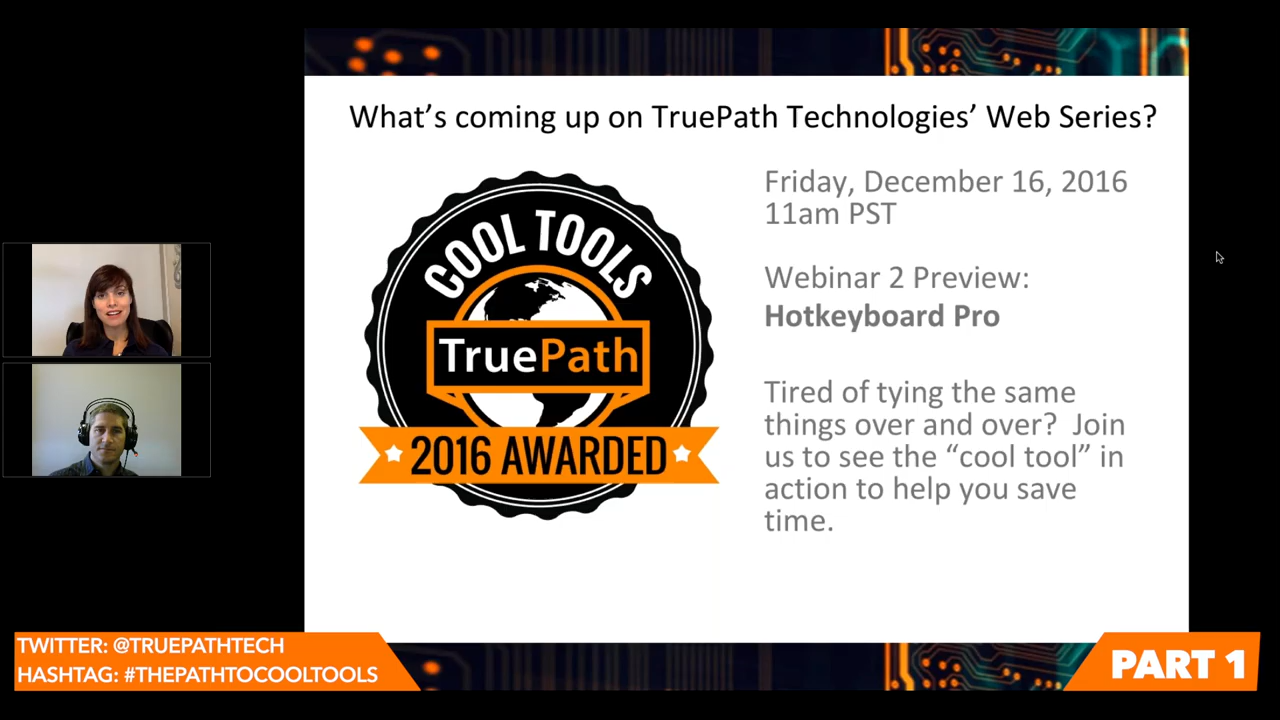 What's coming up on TruePath Technologies' Web Series?
COOL TOOLS
TruePath
2016 AWARDED
Friday, December 16, 2016
11am PST
Webinar 2 Preview:
Hotkeyboard Pro
Tired of tying the same
things over and over?  Join
us to see the “cool tool” in
action to help you save
time.
TWITTER: @TRUEPATHTECH
HASHTAG: #THEPATHTOCOOLTOOLS
PART 1